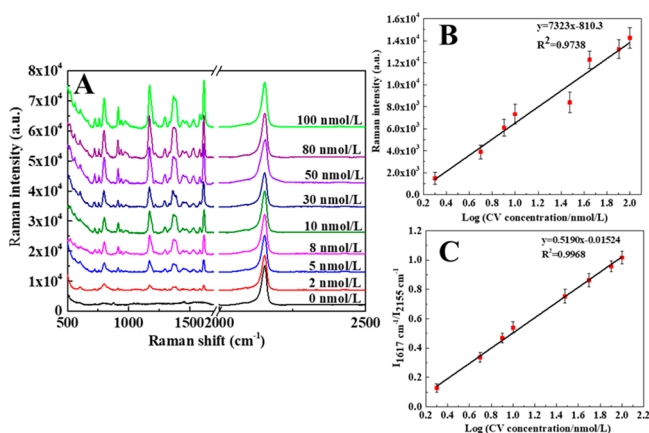 A
Raman intensity (a.u.)
8x10⁴
7x10⁴
6x10⁴
5x10⁴
4x10⁴
3x10⁴
2x10⁴
1x10⁴
0
100 nmol/L
80 nmol/L
50 nmol/L
30 nmol/L
10 nmol/L
8 nmol/L
5 nmol/L
2 nmol/L
0 nmol/L
500 1000 1500 2000 2500
Raman shift (cm⁻¹)
B
y=7323x-810.3
R²=0.9738
Raman intensity (a.u.)
1.6x10⁴
1.4x10⁴
1.2x10⁴
1.0x10⁴
8.0x10³
6.0x10³
4.0x10³
2.0x10³
0.0
0.2 0.4 0.6 0.8 1.0 1.2 1.4 1.6 1.8 2.0
Log (CV concentration/nmol/L)
C
y=0.5190x-0.01524
R²=0.9968
I1617 cm⁻¹/I2155 cm⁻¹
1.2
1.0
0.8
0.6
0.4
0.2
0.0
0.2 0.4 0.6 0.8 1.0 1.2 1.4 1.6 1.8 2.0 2.2
Log (CV concentration/nmol/L)